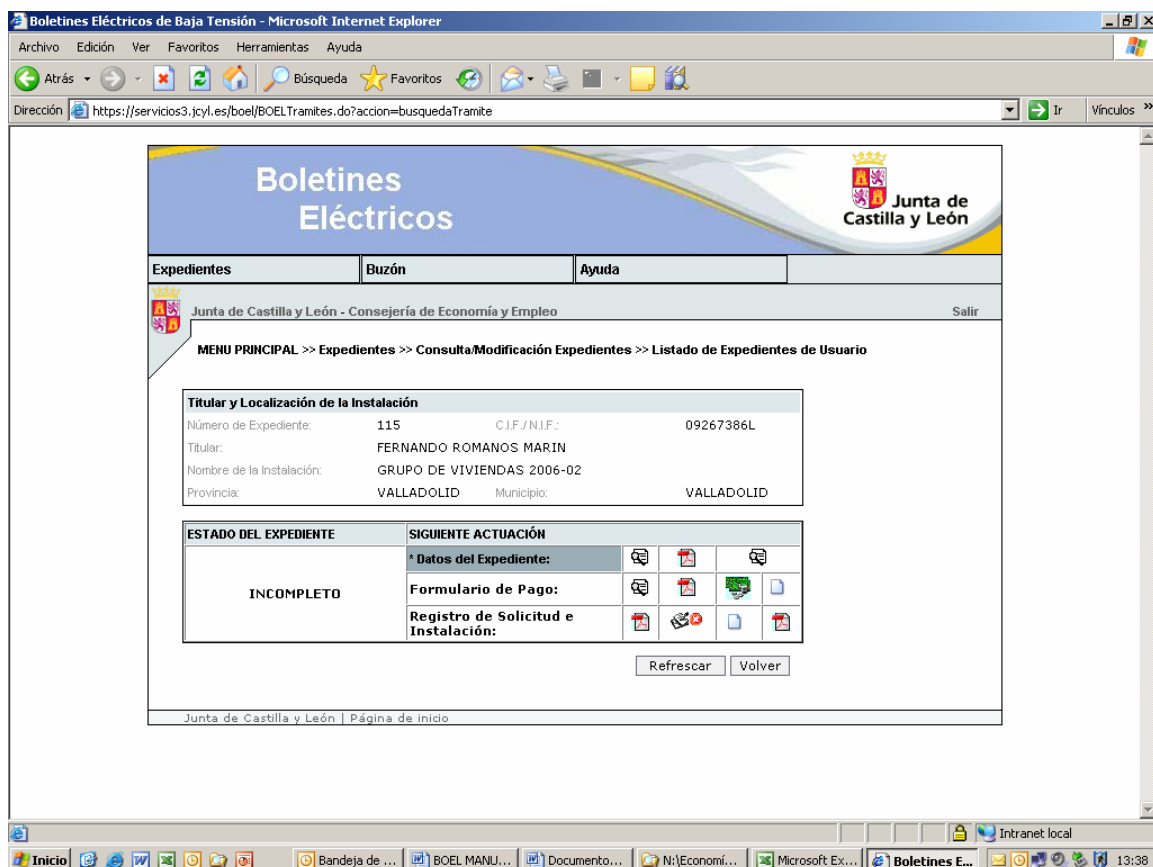 Boletines Eléctricos de Baja Tensión - Microsoft Internet Explorer
Archivo Edición Ver Favoritos Herramientas Ayuda
Atrás Búsqueda Favoritos
Dirección https://servicios3.jcyl.es/boel/BOELTramites.do?accion=busquedaTramite Ir Vínculos »
Boletines
Eléctricos
Junta de
Castilla y León
Expedientes Buzón Ayuda
Junta de Castilla y León - Consejería de Economía y Empleo Salir
MENU PRINCIPAL >> Expedientes >> Consulta/Modificación Expedientes >> Listado de Expedientes de Usuario
Titular y Localización de la Instalación
Número de Expediente: 115 C.I.F./N.I.F.: 09267386L
Titular: FERNANDO ROMANOS MARIN
Nombre de la Instalación: GRUPO DE VIVIENDAS 2006-02
Provincia: VALLADOLID Municipio: VALLADOLID
ESTADO DEL EXPEDIENTE SIGUIENTE ACTUACIÓN
* Datos del Expediente:
INCOMPLETO Formulario de Pago:
Registro de Solicitud e
Instalación:
Refrescar Volver
Junta de Castilla y León | Página de inicio
Intranet local
Inicio Bandeja de ... BOEL MANU... Documento... N:\Economí... Microsoft Ex... Boletines E... 13:38